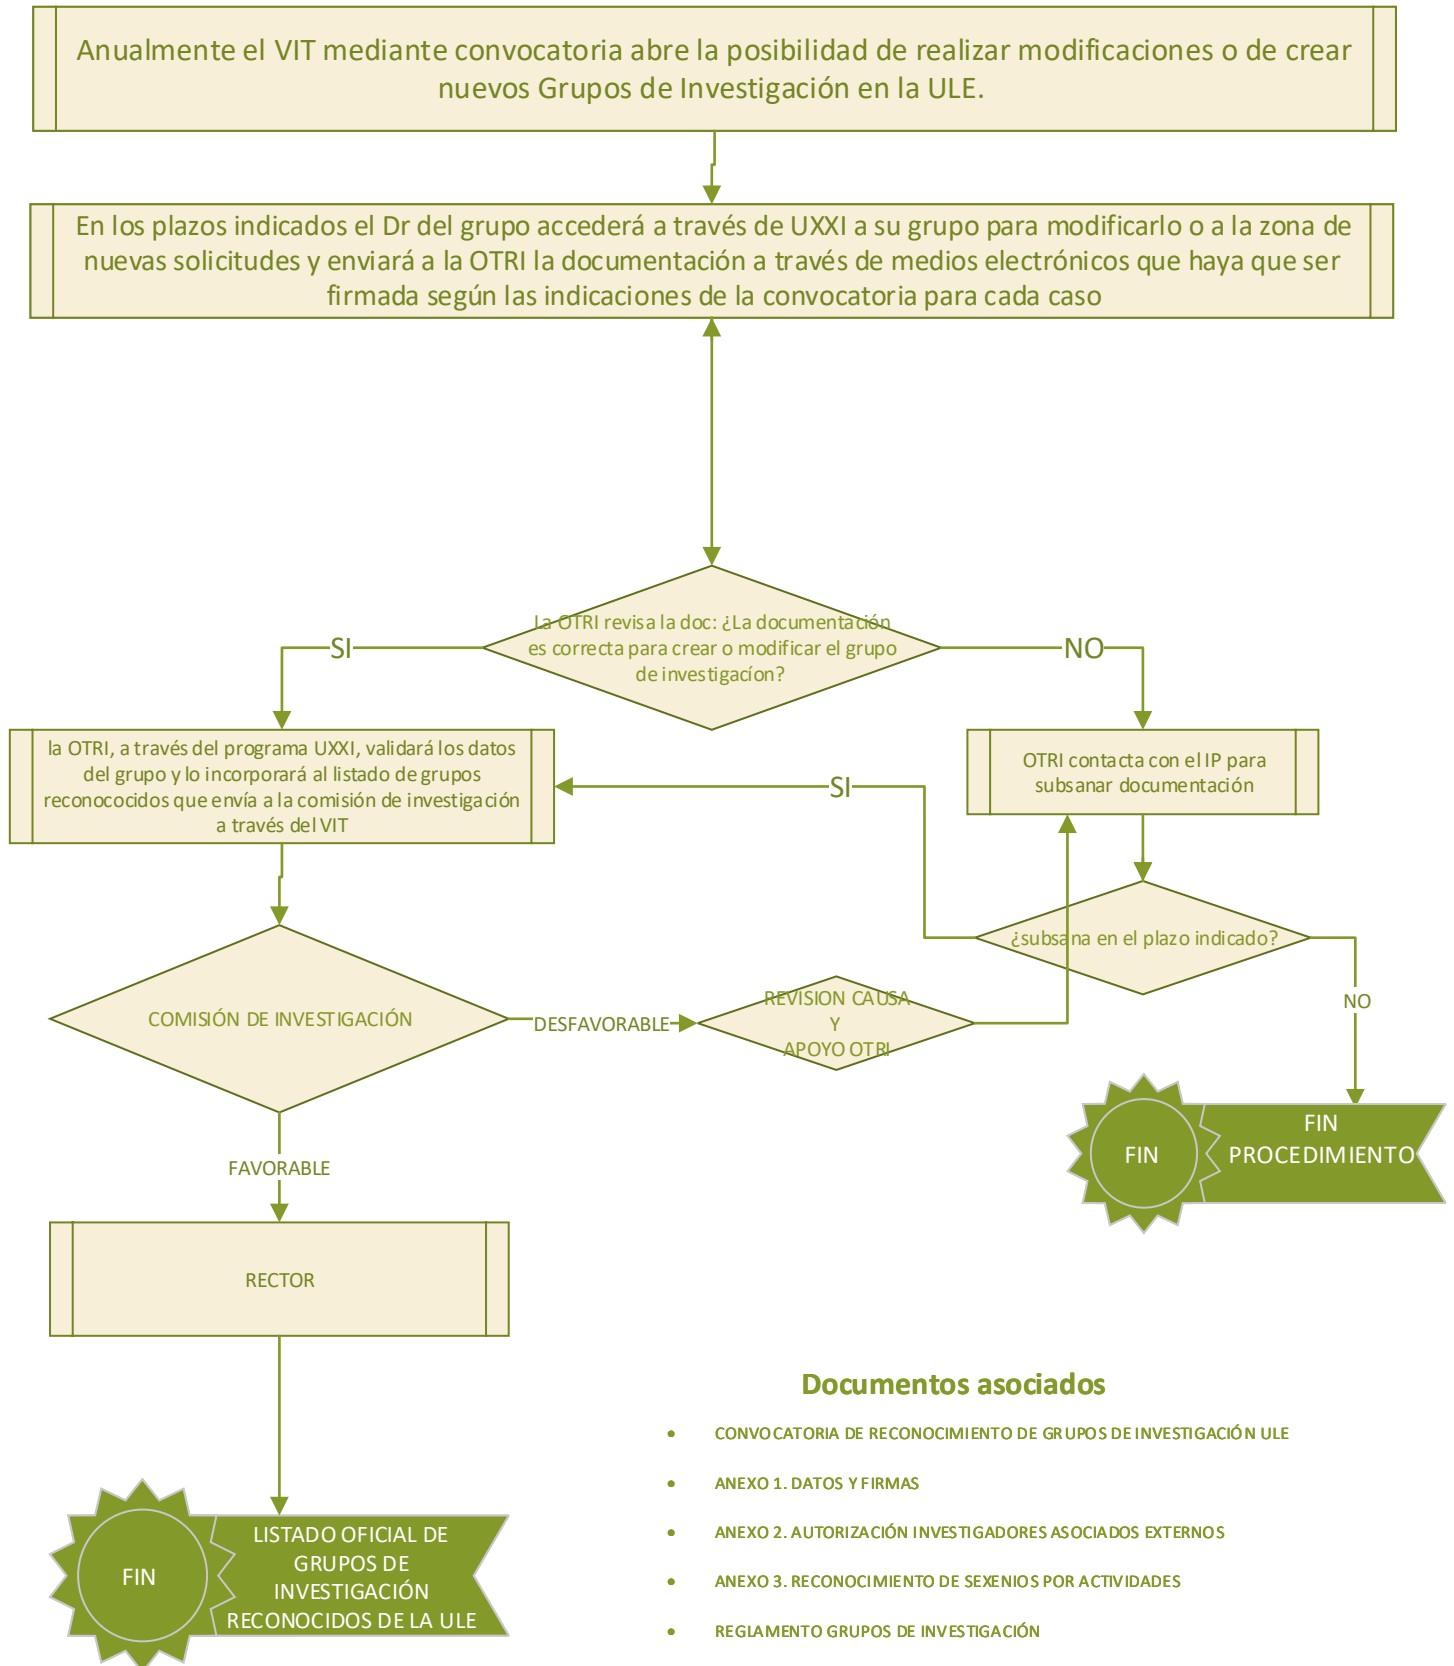 Anualmente el VIT mediante convocatoria abre la posibilidad de realizar modificaciones o de crear
nuevos Grupos de Investigación en la ULE.
En los plazos indicados el Dr del grupo accederá a través de UXXI a su grupo para modificarlo o a la zona de
nuevas solicitudes y enviará a la OTRI la documentación a través de medios electrónicos que haya que ser
firmada según las indicaciones de la convocatoria para cada caso
La OTRI revisa la doc: ¿La documentación
es correcta para crear o modificar el grupo
de investigacíon?
SI
NO
la OTRI, a través del programa UXXI, validará los datos
del grupo y lo incorporará al listado de grupos
reconococidos que envía a la comisión de investigación
a través del VIT
OTRI contacta con el IP para
subsanar documentación
SI
¿subsana en el plazo indicado?
NO
COMISIÓN DE INVESTIGACIÓN
DESFAVORABLE
REVISION CAUSA
Y
APOYO OTRI
FIN
FIN
PROCEDIMIENTO
FAVORABLE
RECTOR
FIN
LISTADO OFICIAL DE
GRUPOS DE
INVESTIGACIÓN
RECONOCIDOS DE LA ULE
Documentos asociados
• CONVOCATORIA DE RECONOCIMIENTO DE GRUPOS DE INVESTIGACIÓN ULE
• ANEXO 1. DATOS Y FIRMAS
• ANEXO 2. AUTORIZACIÓN INVESTIGADORES ASOCIADOS EXTERNOS
• ANEXO 3. RECONOCIMIENTO DE SEXENIOS POR ACTIVIDADES
• REGLAMENTO GRUPOS DE INVESTIGACIÓN